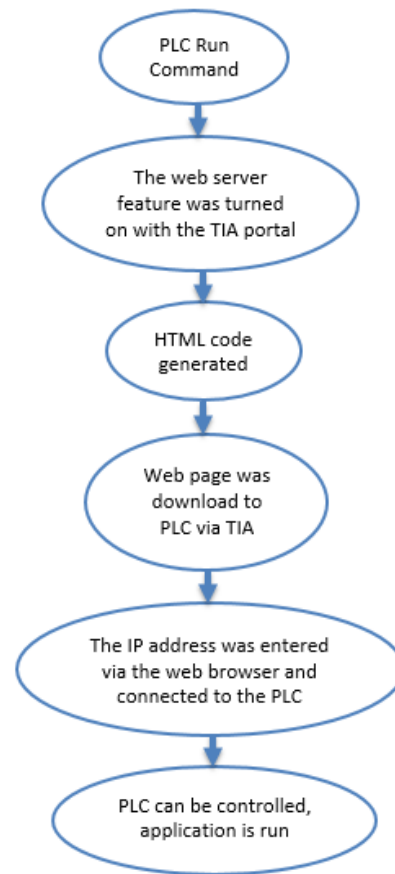 PLC Run
Command
The web server
feature was turned
on with the TIA portal
HTML code
generated
Web page was
download to
PLC via TIA
The IP address was entered
via the web browser and
connected to the PLC
PLC can be controlled,
application is run